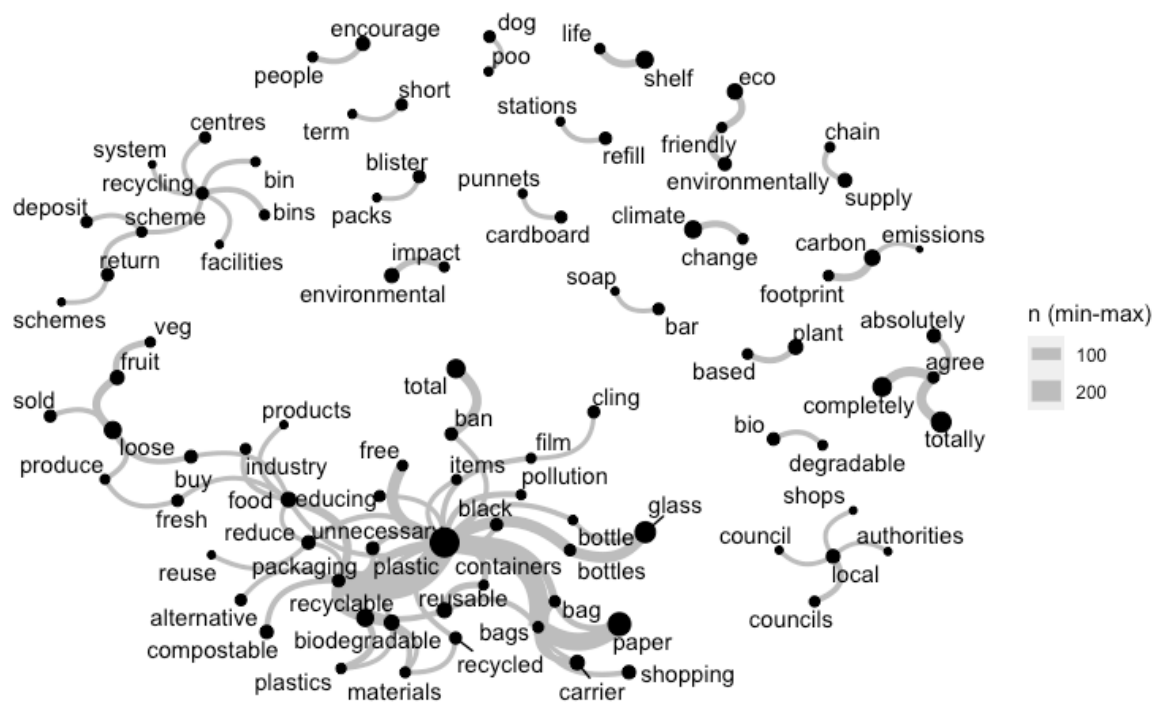 encourage
people
dog
poo
life
shelf
eco
friendly
environmentally
short
term
stations
refill
chain
supply
centres
system
recycling
bin
bins
deposit
scheme
facilities
return
schemes
blister
packs
punnets
cardboard
climate
change
carbon
emissions
footprint
impact
environmental
soap
bar
n (min-max)
100
200
absolutely
agree
completely
totally
plant
based
veg
fruit
sold
loose
produce
products
industry
buy
fresh
food
total
ban
cling
film
free
items
pollution
educing
black
glass
bio
degradable
shops
council
authorities
local
councils
reduce
unnecessar
bottle
bottles
reuse
packaging
plastic
containers
alternative
recyclable
reusable
bag
compostable
biodegradable
bags
paper
recycled
plastics
materials
carrier
shopping